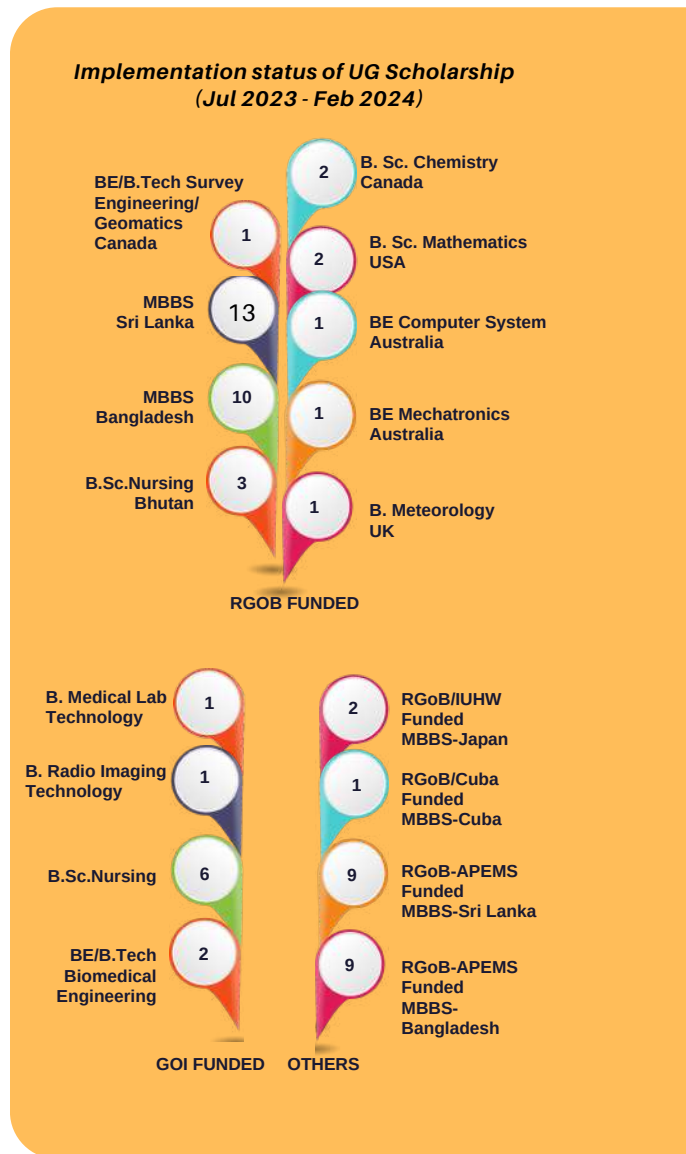 Implementation status of UG Scholarship
(Jul 2023 - Feb 2024)
BE/B.Tech Survey
Engineering/
Geomatics
Canada
1
MBBS
Sri Lanka
13
MBBS
Bangladesh
10
B.Sc.Nursing
Bhutan
3
2
B. Sc. Chemistry
Canada
2
B. Sc. Mathematics
USA
1
BE Computer System
Australia
1
BE Mechatronics
Australia
1
B. Meteorology
UK
RGOB FUNDED
B. Medical Lab
Technology
1
B. Radio Imaging
Technology
1
B.Sc.Nursing
6
BE/B.Tech
Biomedical
Engineering
2
GOI FUNDED
2
RGoB/IUHW
Funded
MBBS-Japan
1
RGoB/Cuba
Funded
MBBS-Cuba
9
RGoB-APEMS
Funded
MBBS-Sri Lanka
9
RGoB-APEMS
Funded
MBBS-
Bangladesh
OTHERS